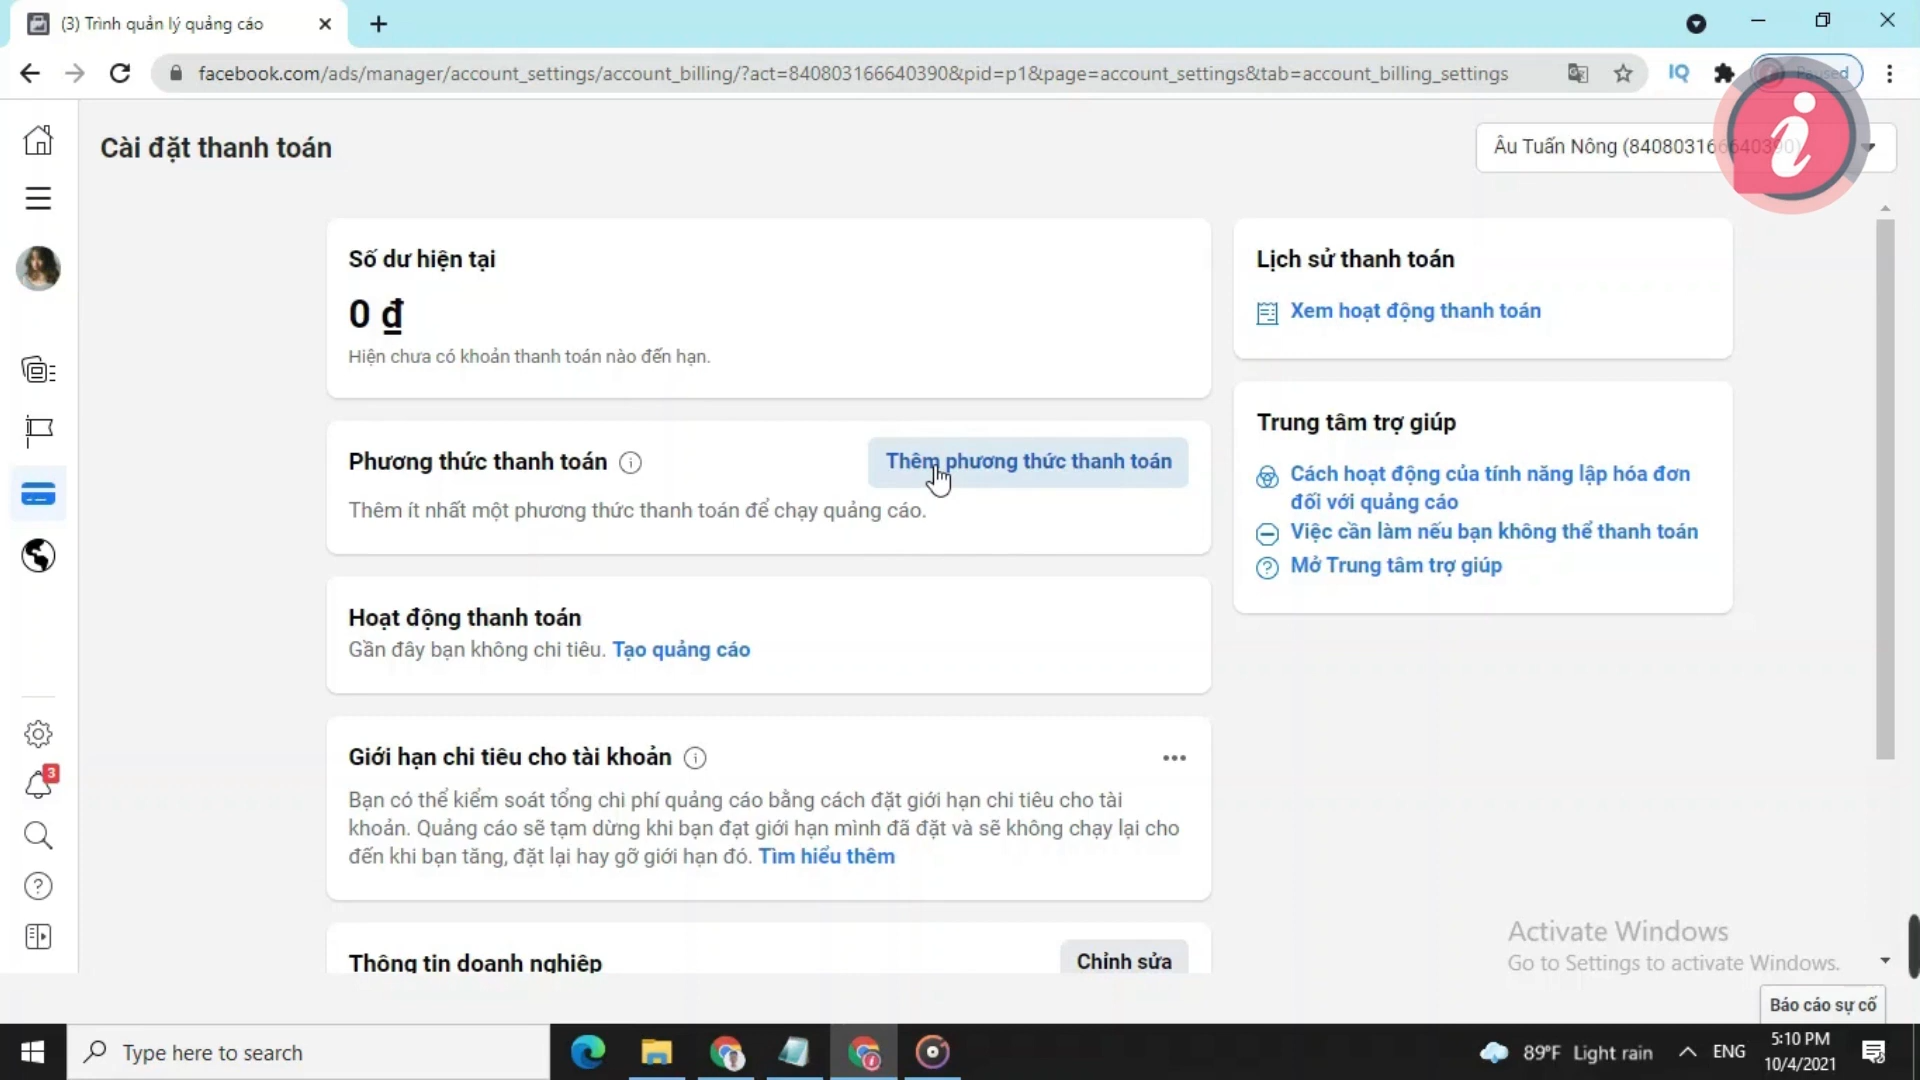 (3) Trình quản lý quảng cáo
facebook.com/ads/manager/account_settings/account_billing/?act=840803166640390&pid=p1&page=account_settings&tab=account_billing_settings
IQ
Paused
Cài đặt thanh toán
Âu Tuấn Nông (840803166640390)
i
Số dư hiện tại
0 ₫
Hiện chưa có khoản thanh toán nào đến hạn.
Phương thức thanh toán
Thêm phương thức thanh toán
Thêm ít nhất một phương thức thanh toán để chạy quảng cáo.
Hoạt động thanh toán
Gần đây bạn không chi tiêu. Tạo quảng cáo
Giới hạn chi tiêu cho tài khoản
Bạn có thể kiểm soát tổng chi phí quảng cáo bằng cách đặt giới hạn chi tiêu cho tài
khoản. Quảng cáo sẽ tạm dừng khi bạn đạt giới hạn mình đã đặt và sẽ không chạy lại cho
đến khi bạn tăng, đặt lại hay gỡ giới hạn đó. Tìm hiểu thêm
Thông tin doanh nghiệp
Chỉnh sửa
Lịch sử thanh toán
Xem hoạt động thanh toán
Trung tâm trợ giúp
Cách hoạt động của tính năng lập hóa đơn
đối với quảng cáo
Việc cần làm nếu bạn không thể thanh toán
Mở Trung tâm trợ giúp
3
Activate Windows
Go to Settings to activate Windows.
Báo cáo sự cố
Type here to search
89°F Light rain
ENG
5:10 PM
10/4/2021